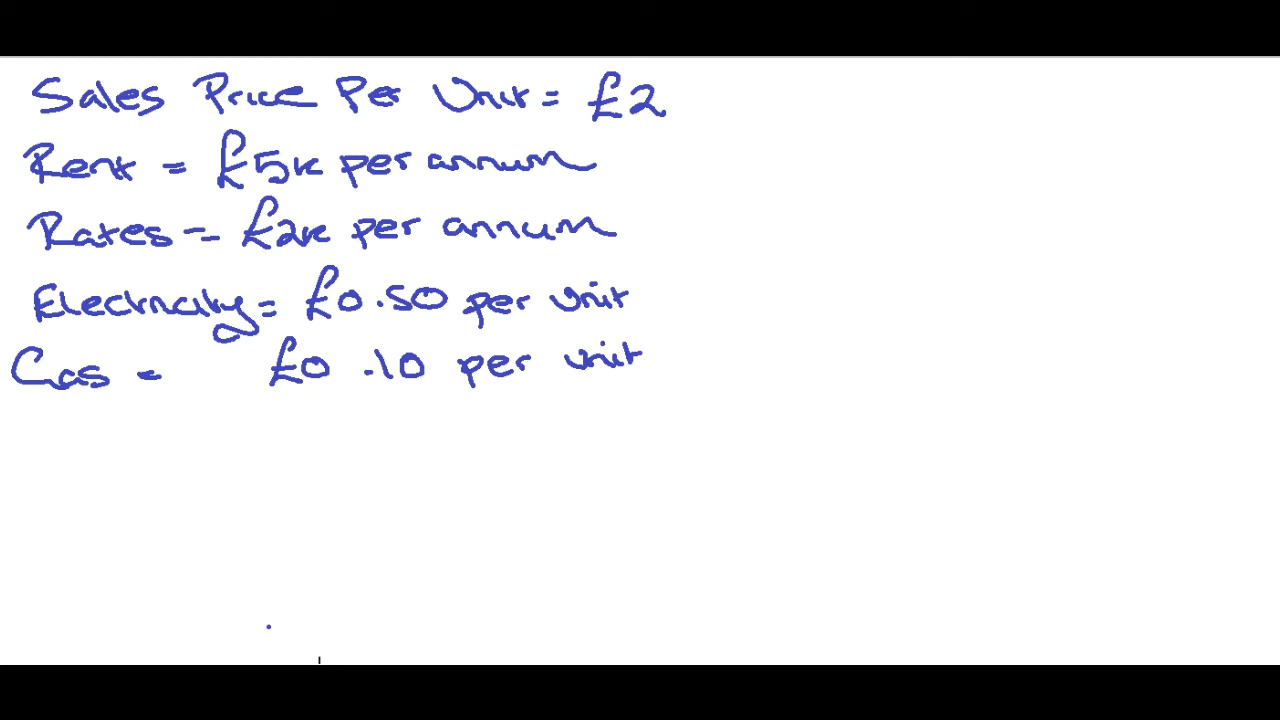 Sales Price Per Unit = £2
Rent = £5k per annum
Rates = £2k per annum
Electricity = £0.50 per unit
Gas = £0.10 per unit